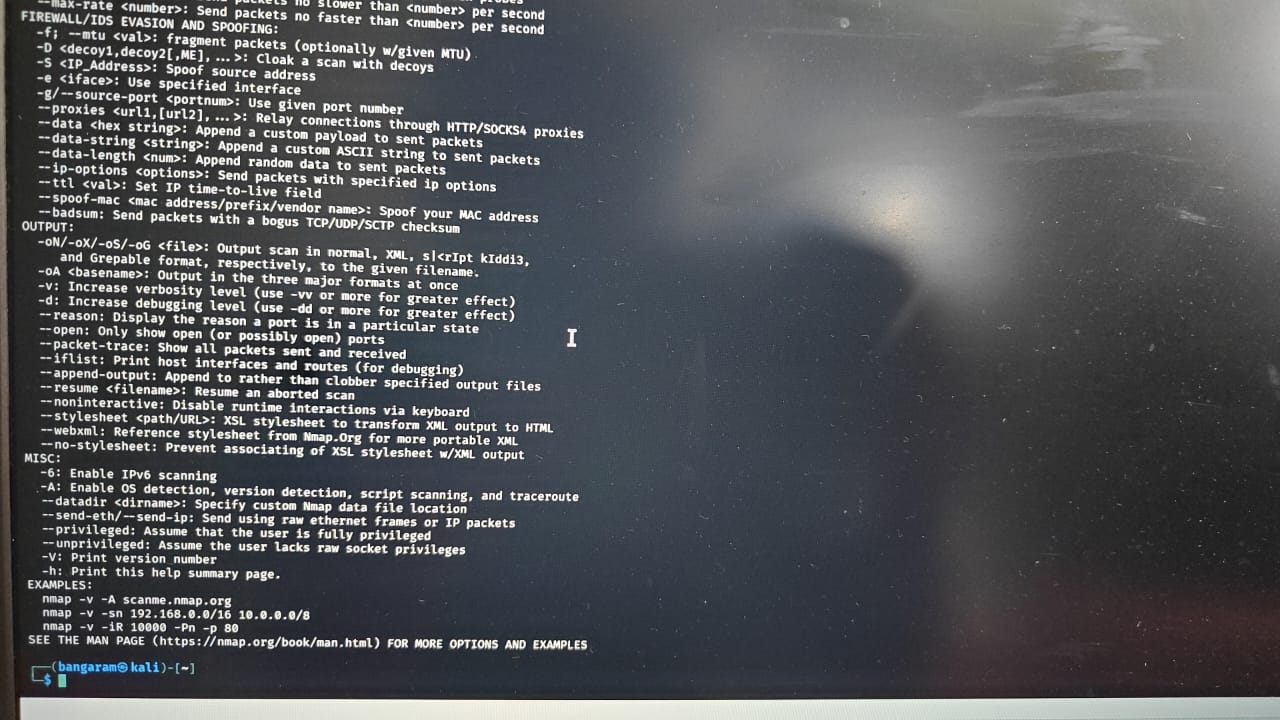 --max-rate <number>: Send packets no slower than <number> per second
FIREWALL/IDS EVASION AND SPOOFING: Send packets no faster than <number> per second
-f; --mtu <val>: fragment packets (optionally w/given MTU)
-D <decoy1,decoy2[,ME],...>: Cloak a scan with decoys
-S <IP_Address>: Spoof source address
-e <iface>: Use specified interface
-g/--source-port <portnum>: Use given port number
--proxies <url1,[url2],...>: Relay connections through HTTP/SOCKS4 proxies
--data <hex string>: Append a custom payload to sent packets
--data-string <string>: Append a custom ASCII string to sent packets
--data-length <num>: Append random data to sent packets
--ip-options <options>: Send packets with specified ip options
--ttl <val>: Set IP time-to-live field
--spoof-mac <mac address/prefix/vendor name>: Spoof your MAC address
--badsum: Send packets with a bogus TCP/UDP/SCTP checksum
OUTPUT:
-oN/-oX/-oS/-oG <file>: Output scan in normal, XML, s|<rIpt kIddi3,
and Grepable format, respectively, to the given filename.
-oA <basename>: Output in the three major formats at once
-v: Increase verbosity level (use -vv or more for greater effect)
-d: Increase debugging level (use -dd or more for greater effect)
--reason: Display the reason a port is in a particular state
--open: Only show open (or possibly open) ports
--packet-trace: Show all packets sent and received
--iflist: Print host interfaces and routes (for debugging)
--append-output: Append to rather than clobber specified output files
--resume <filename>: Resume an aborted scan
--noninteractive: Disable runtime interactions via keyboard
--stylesheet <path/URL>: XSL stylesheet to transform XML output to HTML
--webxml: Reference stylesheet from Nmap.Org for more portable XML
--no-stylesheet: Prevent associating of XSL stylesheet w/XML output
MISC:
-6: Enable IPv6 scanning
-A: Enable OS detection, version detection, script scanning, and traceroute
--datadir <dirname>: Specify custom Nmap data file location
--send-eth/--send-ip: Send using raw ethernet frames or IP packets
--privileged: Assume that the user is fully privileged
--unprivileged: Assume the user lacks raw socket privileges
-V: Print version number
-h: Print this help summary page.
EXAMPLES:
nmap -v -A scanme.nmap.org
nmap -v -sn 192.168.0.0/16 10.0.0.0/8
nmap -v -iR 10000 -Pn -p 80
SEE THE MAN PAGE (https://nmap.org/book/man.html) FOR MORE OPTIONS AND EXAMPLES
(bangaram㉿kali)-[~]
$